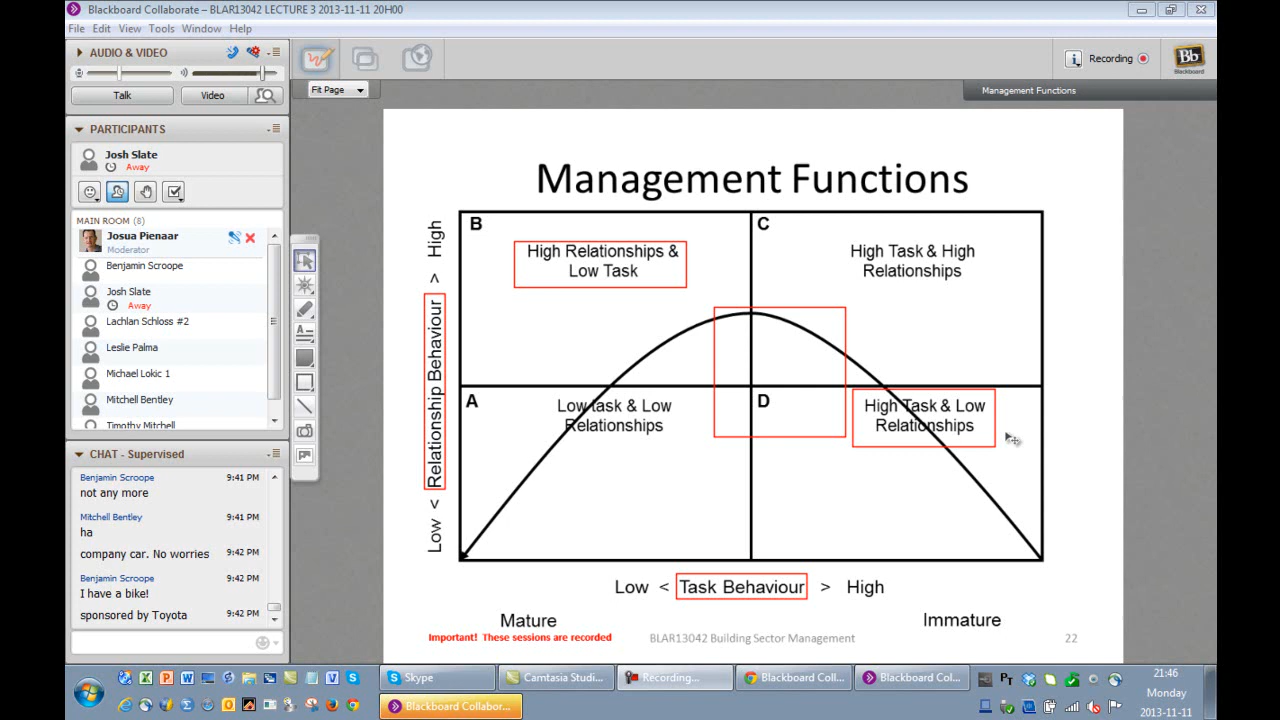 Blackboard Collaborate – BLAR13042 LECTURE 3 2013-11-11 20H00
File Edit View Tools Window Help
AUDIO & VIDEO
Talk
Video
PARTICIPANTS
Josh Slate
Away
MAIN ROOM (8)
Josua Pienaar
Moderator
Benjamin Scroope
Josh Slate
Away
Lachlan Schloss #2
Leslie Palma
Michael Lokic 1
Mitchell Bentley
Timothy Mitchell
CHAT - Supervised
Benjamin Scroope 9:41 PM
not any more
Mitchell Bentley 9:41 PM
ha
company car. No worries 9:42 PM
Benjamin Scroope 9:42 PM
I have a bike!
sponsored by Toyota 9:42 PM
Recording
Bb
Blackboard
Fit Page
Management Functions
Management Functions
Low < Relationship Behaviour > High
B
High Relationships &
Low Task
C
High Task & High
Relationships
A
Low task & Low
Relationships
D
High Task & Low
Relationships
Low < Task Behaviour > High
Mature
Immature
Important! These sessions are recorded
BLAR13042 Building Sector Management
22
Skype
Camtasia Studi...
Recording...
Blackboard Coll...
Blackboard Col...
Blackboard Collabor...
21:46
Monday
2013-11-11